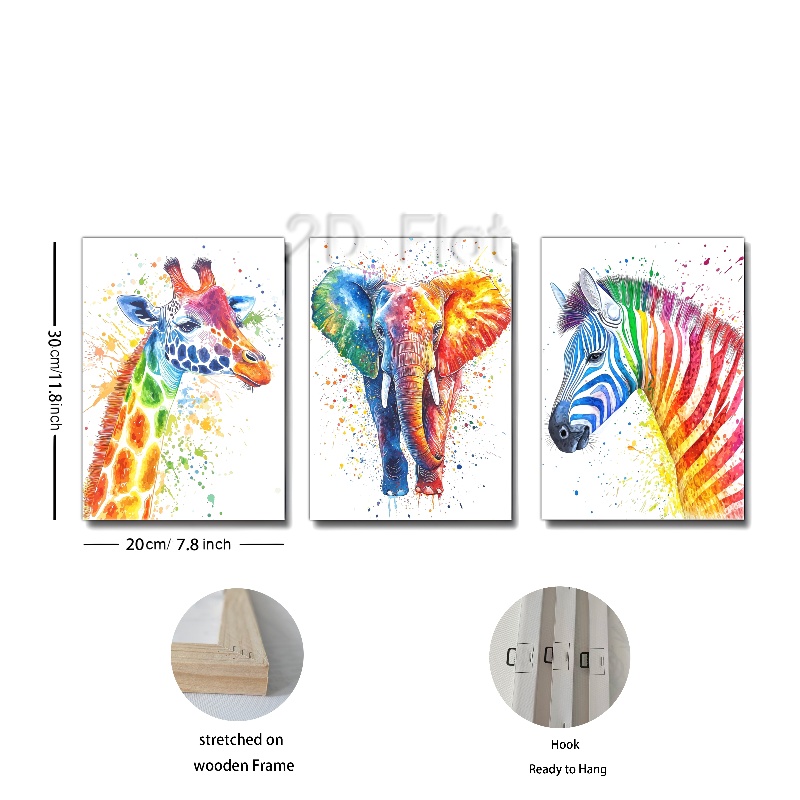 2D Flat
30cm/11.8inch
20cm/ 7.8 inch
stretched on
wooden Frame
Hook
Ready to Hang